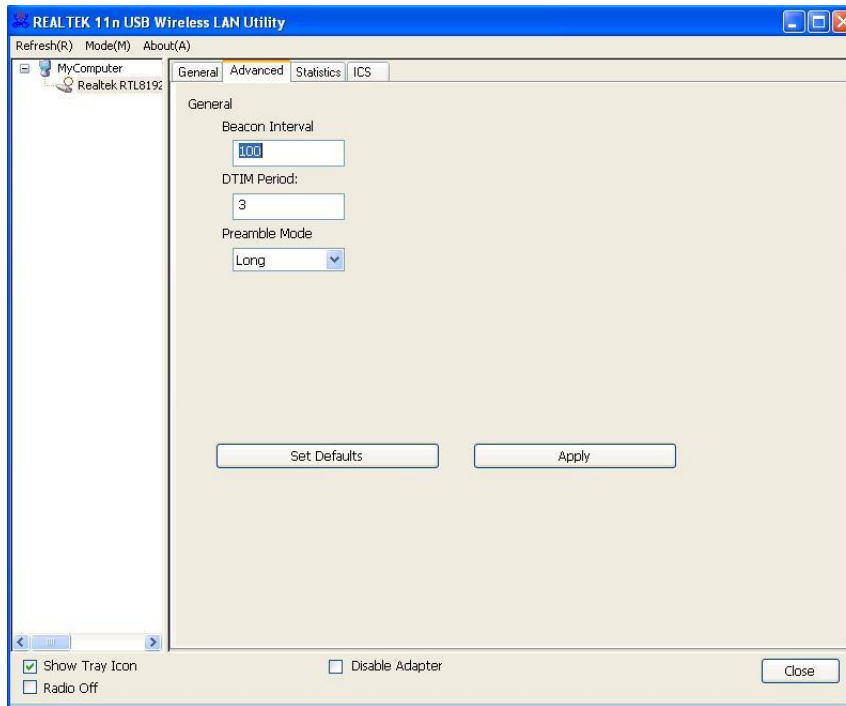 REALTEK 11n USB Wireless LAN Utility
Refresh(R) Mode(M) About(A)
MyComputer
Realtek RTL8192
General Advanced Statistics ICS
General
Beacon Interval
100
DTIM Period:
3
Preamble Mode
Long
Set Defaults Apply
Show Tray Icon Disable Adapter
Radio Off
Close